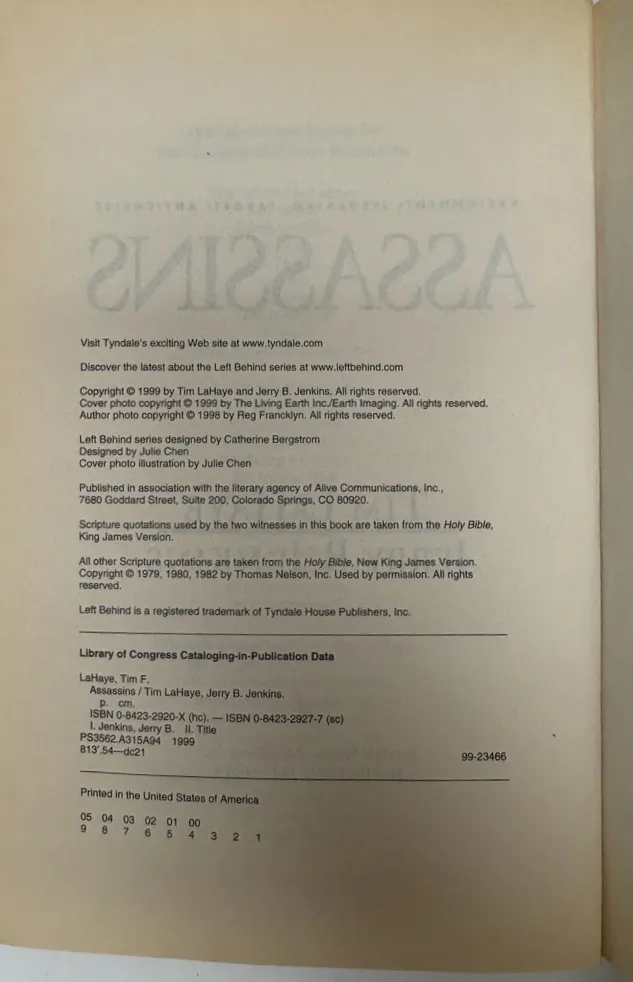 ASSIGNMENT: JERUSALEM, TARGET: ANTICHRIST
ASSASSINS
Visit Tyndale's exciting Web site at www.tyndale.com
Discover the latest about the Left Behind series at www.leftbehind.com
Copyright © 1999 by Tim LaHaye and Jerry B. Jenkins. All rights reserved.
Cover photo copyright © 1999 by The Living Earth Inc./Earth Imaging. All rights reserved.
Author photo copyright © 1998 by Reg Francklyn. All rights reserved.
Left Behind series designed by Catherine Bergstrom
Designed by Julie Chen
Cover photo illustration by Julie Chen
Published in association with the literary agency of Alive Communications, Inc.,
7680 Goddard Street, Suite 200, Colorado Springs, CO 80920.
Scripture quotations used by the two witnesses in this book are taken from the Holy Bible,
King James Version.
All other Scripture quotations are taken from the Holy Bible, New King James Version.
Copyright © 1979, 1980, 1982 by Thomas Nelson, Inc. Used by permission. All rights
reserved.
Left Behind is a registered trademark of Tyndale House Publishers, Inc.
Library of Congress Cataloging-in-Publication Data
LaHaye, Tim F.
Assassins / Tim LaHaye, Jerry B. Jenkins.
p. cm.
ISBN 0-8423-2920-X (hc). — ISBN 0-8423-2927-7 (sc)
I. Jenkins, Jerry B. II. Title
PS3562.A315A94 1999
813'.54—dc21 99-23466
Printed in the United States of America
05 04 03 02 01 00
9 8 7 6 5 4 3 2 1